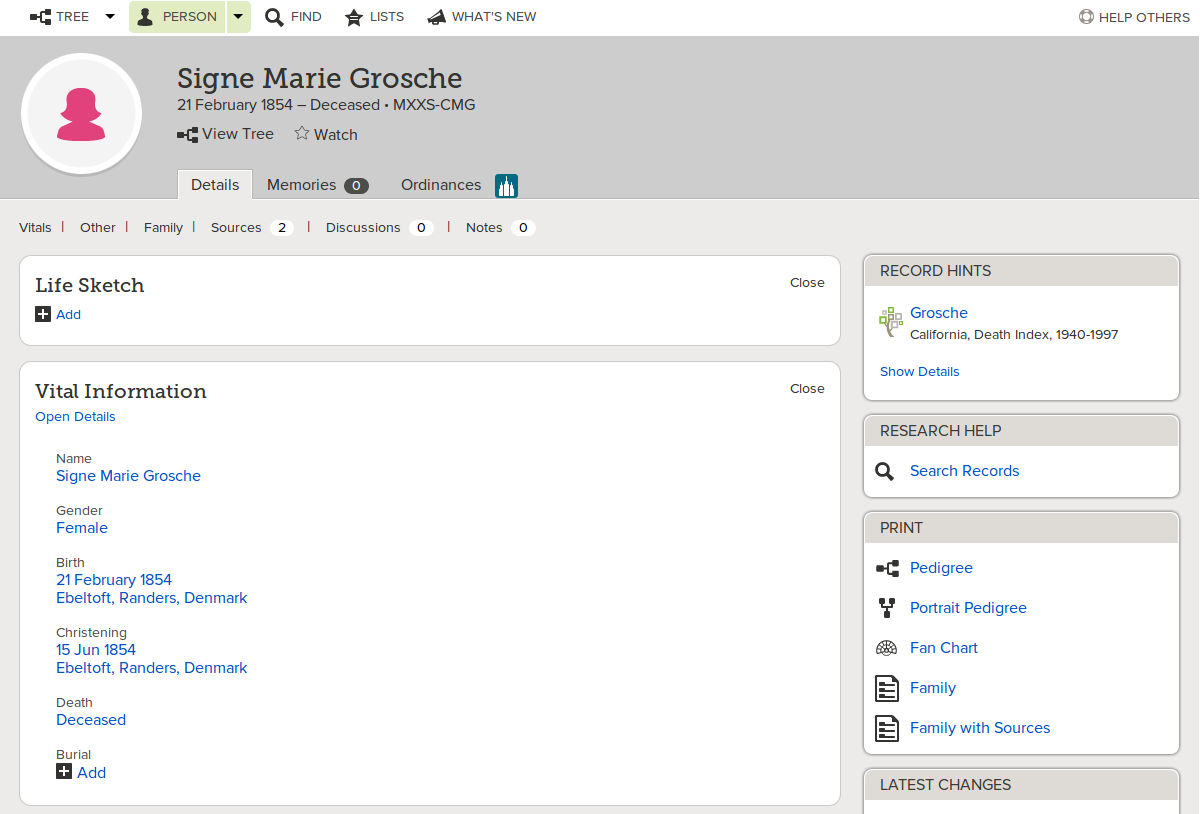 TREE PERSON FIND LISTS WHAT'S NEW HELP OTHERS
Signe Marie Grosche
21 February 1854 – Deceased • MXXS-CMG
View Tree Watch
Details Memories 0 Ordinances
Vitals | Other | Family | Sources 2 | Discussions 0 | Notes 0
Life Sketch Close
Add
Vital Information Close
Open Details
Name
Signe Marie Grosche
Gender
Female
Birth
21 February 1854
Ebeltoft, Randers, Denmark
Christening
15 Jun 1854
Ebeltoft, Randers, Denmark
Death
Deceased
Burial
Add
RECORD HINTS
Grosche
California, Death Index, 1940-1997
Show Details
RESEARCH HELP
Search Records
PRINT
Pedigree
Portrait Pedigree
Fan Chart
Family
Family with Sources
LATEST CHANGES